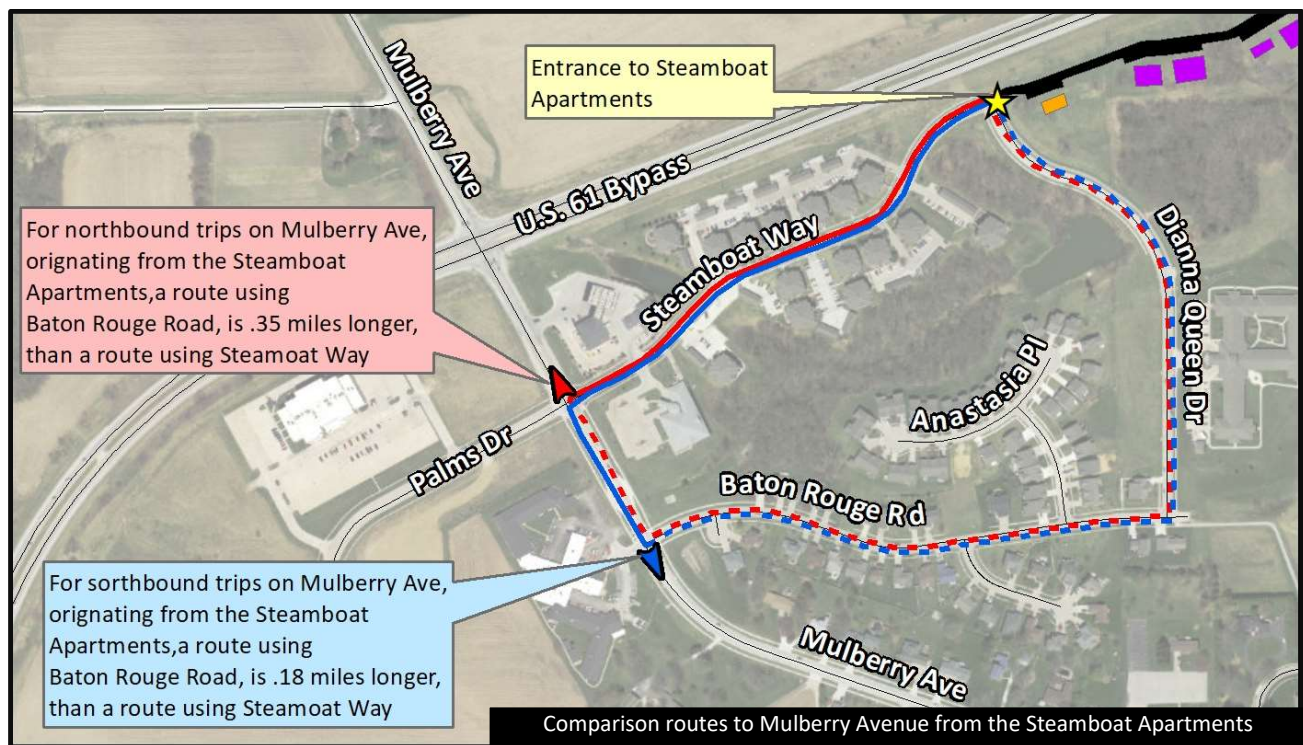 Mulberry Ave
Entrance to Steamboat
Apartments
U.S. 61 Bypass
For northbound trips on Mulberry Ave,
orignating from the Steamboat
Apartments,a route using
Baton Rouge Road, is .35 miles longer,
than a route using Steamoat Way
Steamboat Way
Dianna Queen Dr
Anastasia Pl
Palms Dr
Baton Rouge Rd
For sorthbound trips on Mulberry Ave,
orignating from the Steamboat
Apartments,a route using
Baton Rouge Road, is .18 miles longer,
than a route using Steamoat Way
Mulberry Ave
Comparison routes to Mulberry Avenue from the Steamboat Apartments